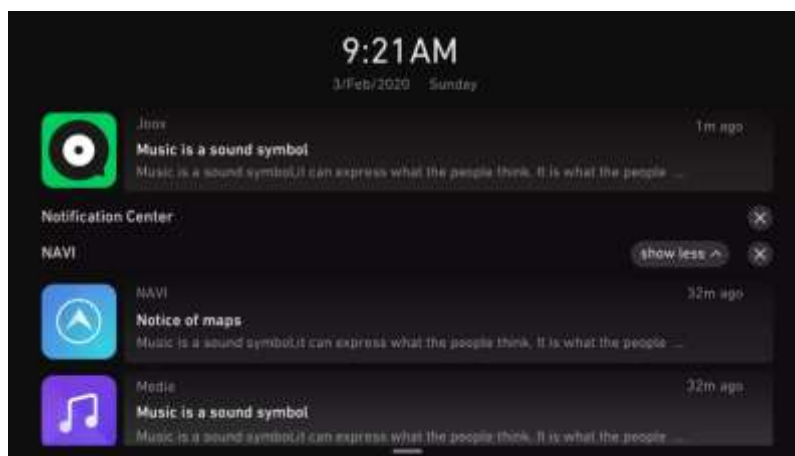 9:21AM
3/Feb/2020 Sunday
Joox
1m ago
Music is a sound symbol
Music is a sound symbol,it can express what the people think. It is what the people ...
Notification Center
NAVI
show less
NAVI
32m ago
Notice of maps
Music is a sound symbol,it can express what the people think. It is what the people ...
Medie
32m ago
Music is a sound symbol
Music is a sound symbol,it can express what the people think. It is what the people ...